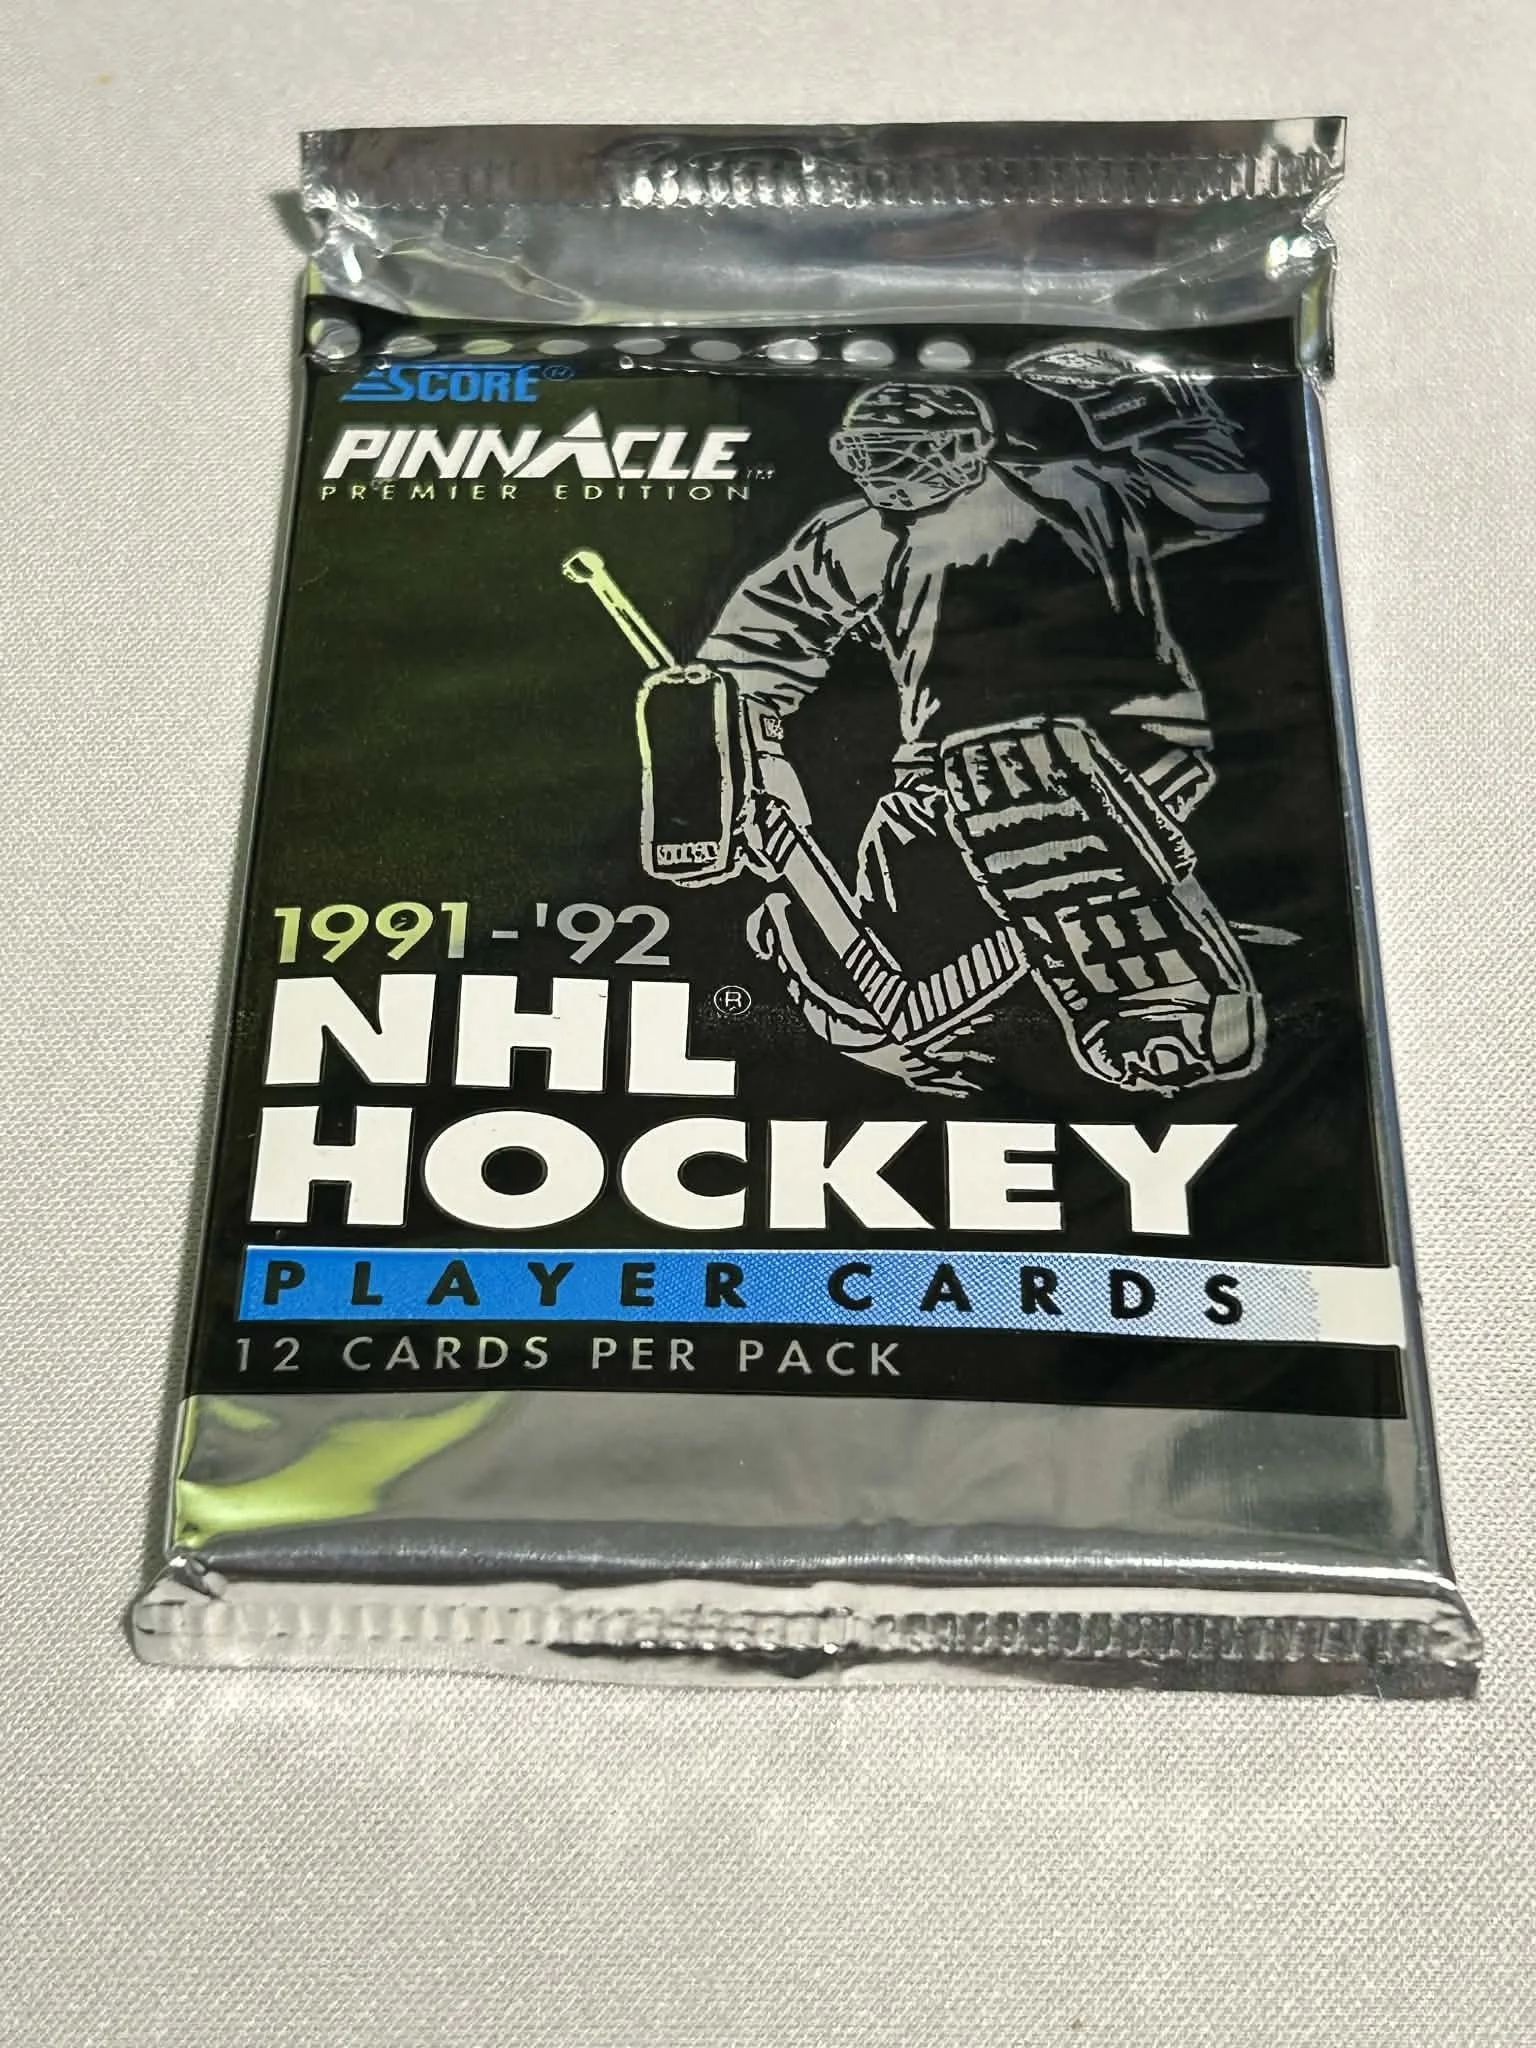 SCORE
PINNACLE
PREMIER EDITION
1991-'92
NHL®
HOCKEY
PLAYER CARDS
12 CARDS PER PACK